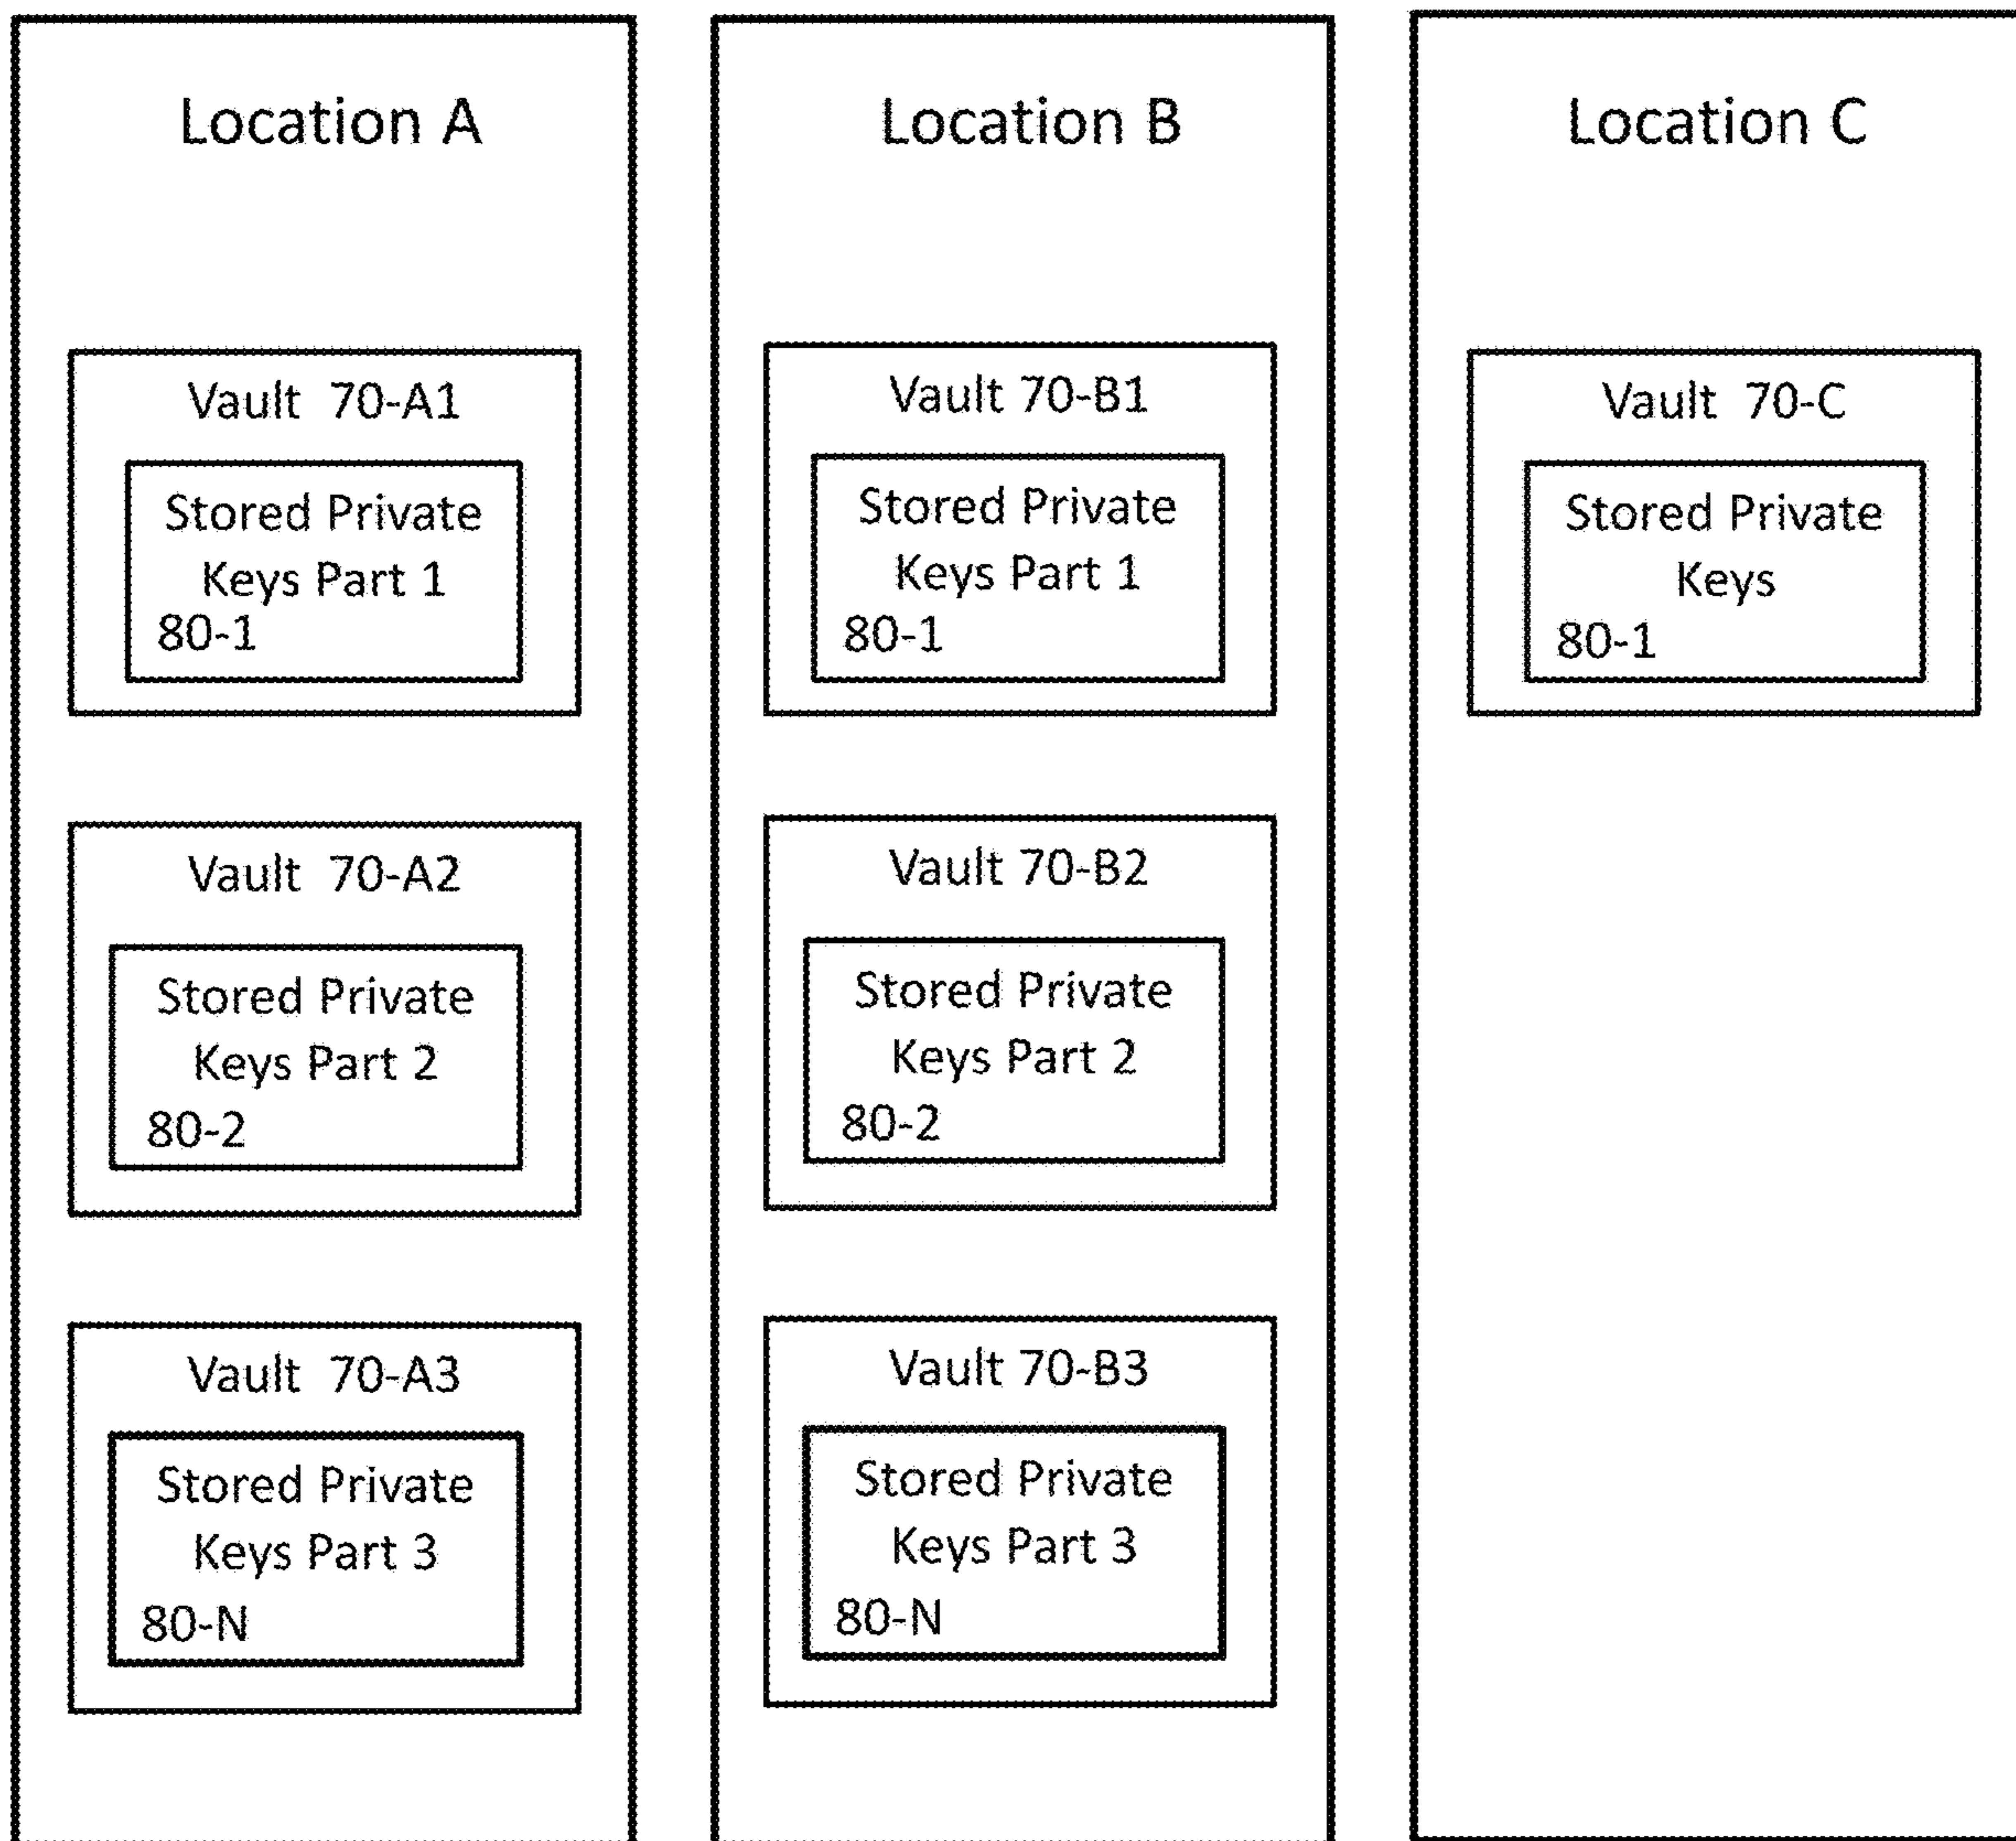 Location A
Vault 70-A1
Stored Private
Keys Part 1
80-1
Vault 70-A2
Stored Private
Keys Part 2
80-2
Vault 70-A3
Stored Private
Keys Part 3
80-N
Location B
Vault 70-B1
Stored Private
Keys Part 1
80-1
Vault 70-B2
Stored Private
Keys Part 2
80-2
Vault 70-B3
Stored Private
Keys Part 3
80-N
Location C
Vault 70-C
Stored Private
Keys
80-1